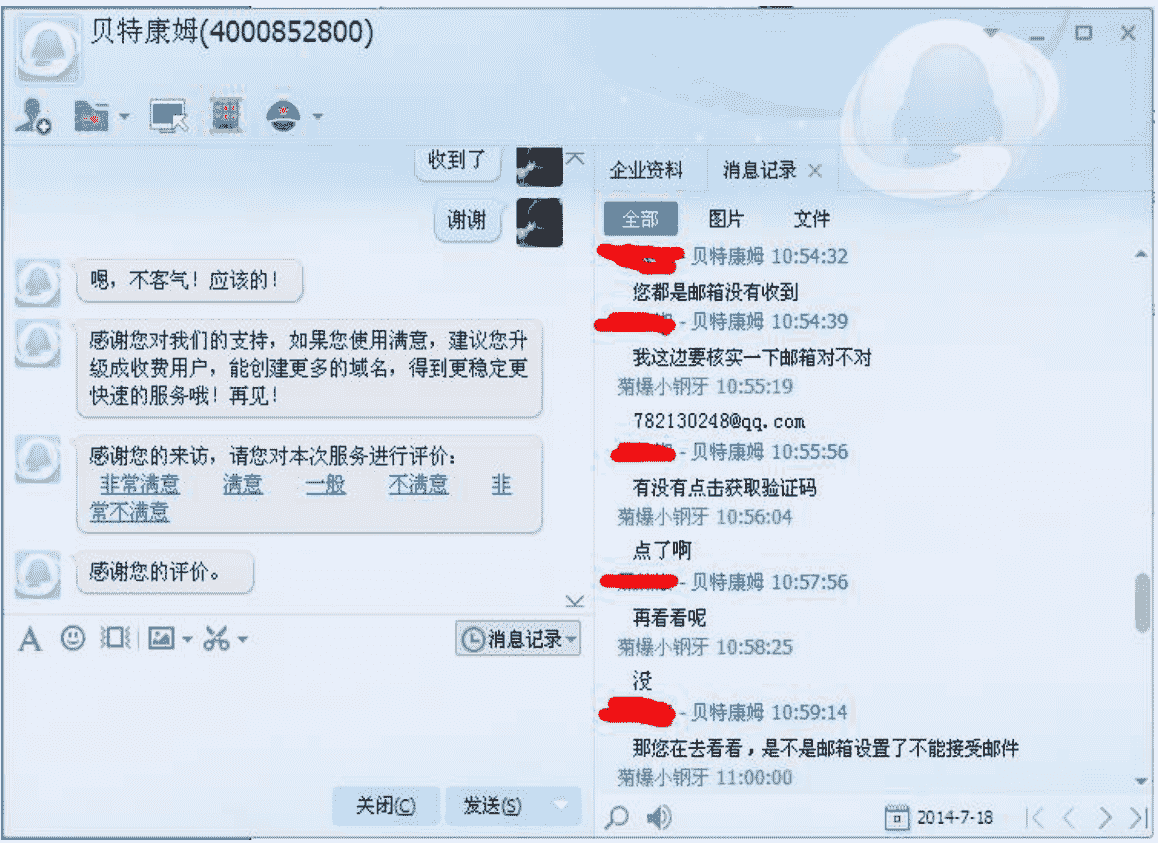 贝特康姆(4000852800)
收到了
谢谢
嗯，不客气！应该的！
感谢您对我们的支持，如果您使用满意，建议您升
级成收费用户，能创建更多的域名，得到更稳定更
快速的服务哦！再见！
感谢您的来访，请您对本次服务进行评价：
非常满意 满意 一般 不满意 非
常不满意
感谢您的评价。
消息记录
关闭(C) 发送(S)
企业资料 消息记录
全部 图片 文件
- 贝特康姆 10:54:32
您都是邮箱没有收到
- 贝特康姆 10:54:39
我这边要核实一下邮箱对不对
菊爆小钢牙 10:55:19
782130248@qq.com
- 贝特康姆 10:55:56
有没有点击获取验证码
菊爆小钢牙 10:56:04
点了啊
- 贝特康姆 10:57:56
再看看呢
菊爆小钢牙 10:58:25
没
- 贝特康姆 10:59:14
那您在去看看，是不是邮箱设置了不能接受邮件
菊爆小钢牙 11:00:00
2014-7-18